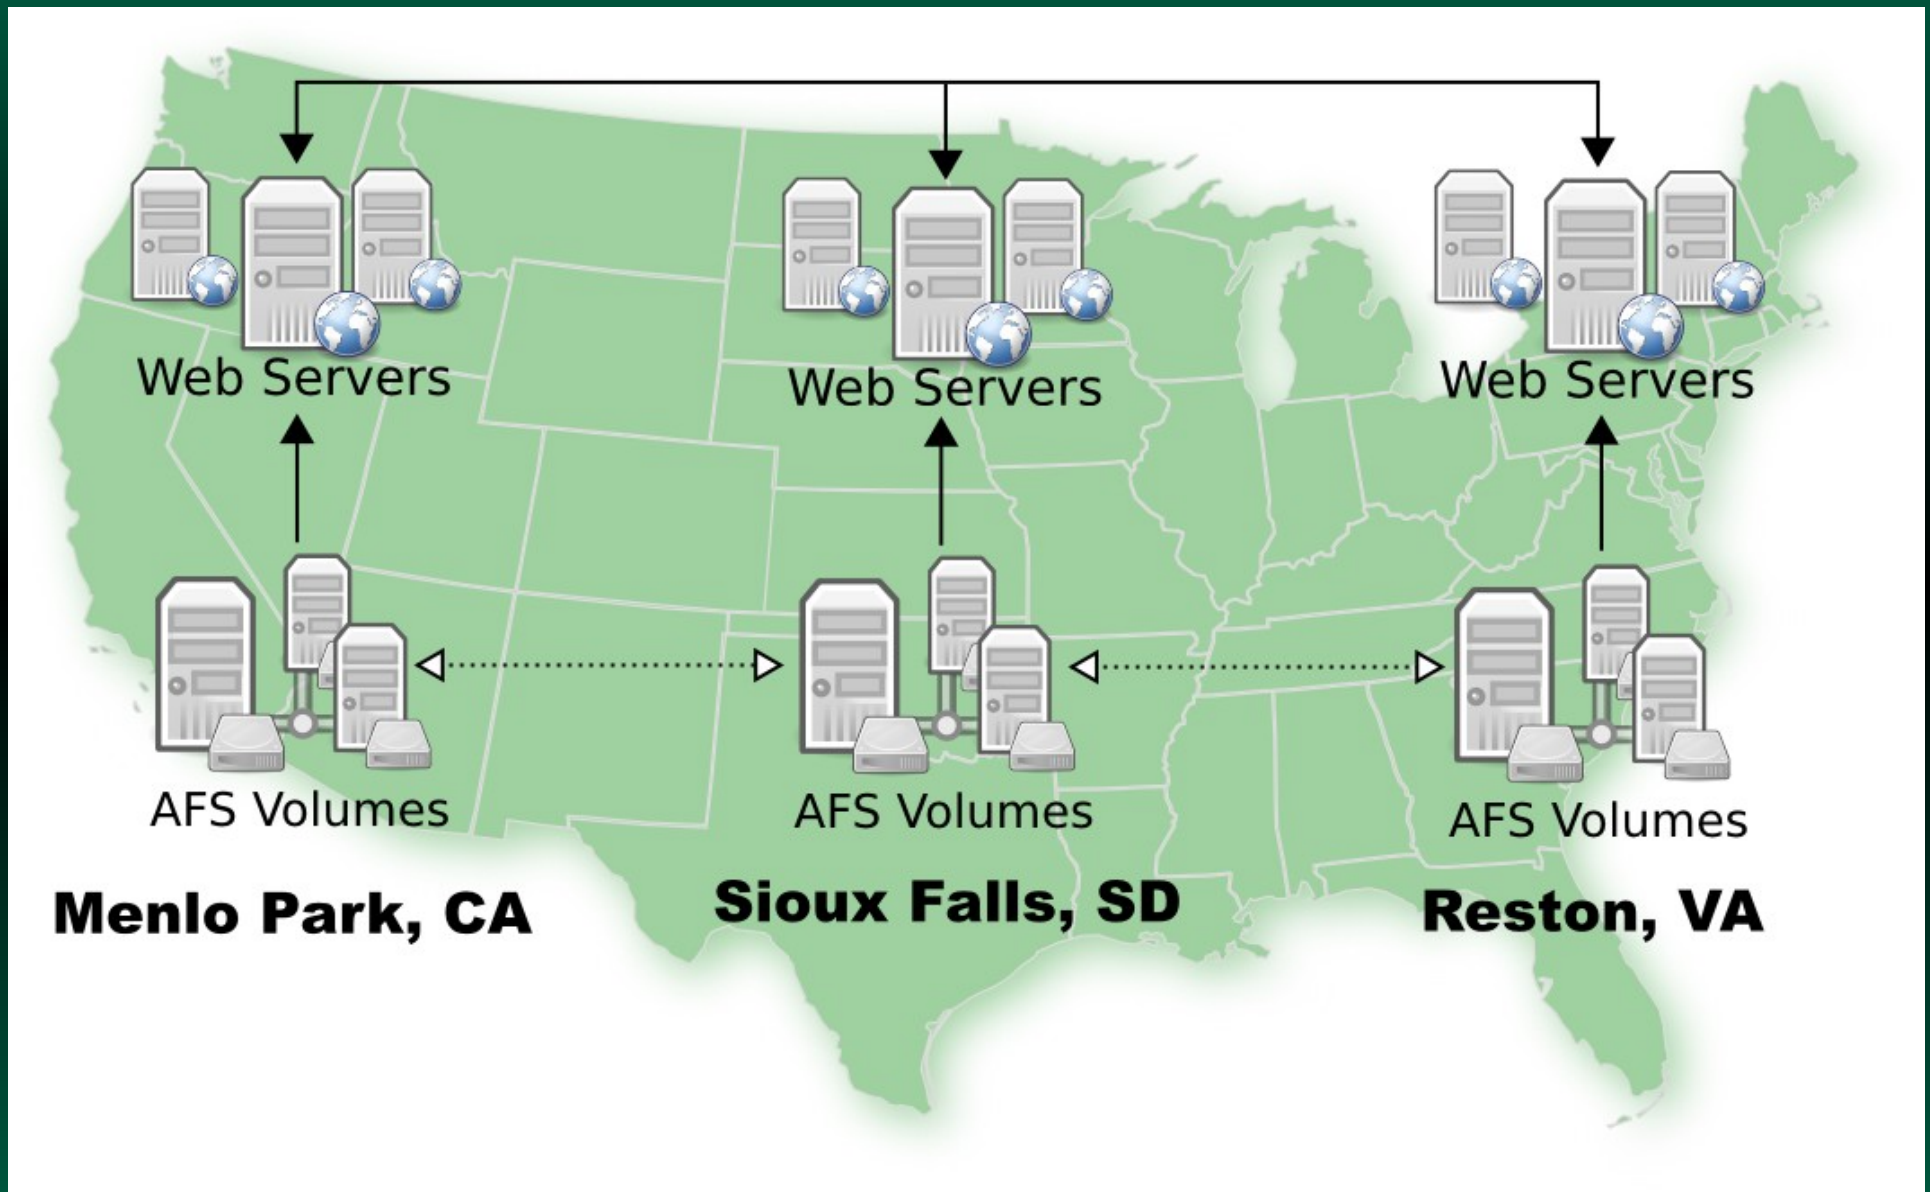 Web Servers
Web Servers
Web Servers
AFS Volumes
AFS Volumes
AFS Volumes
Menlo Park, CA
Sioux Falls, SD
Reston, VA